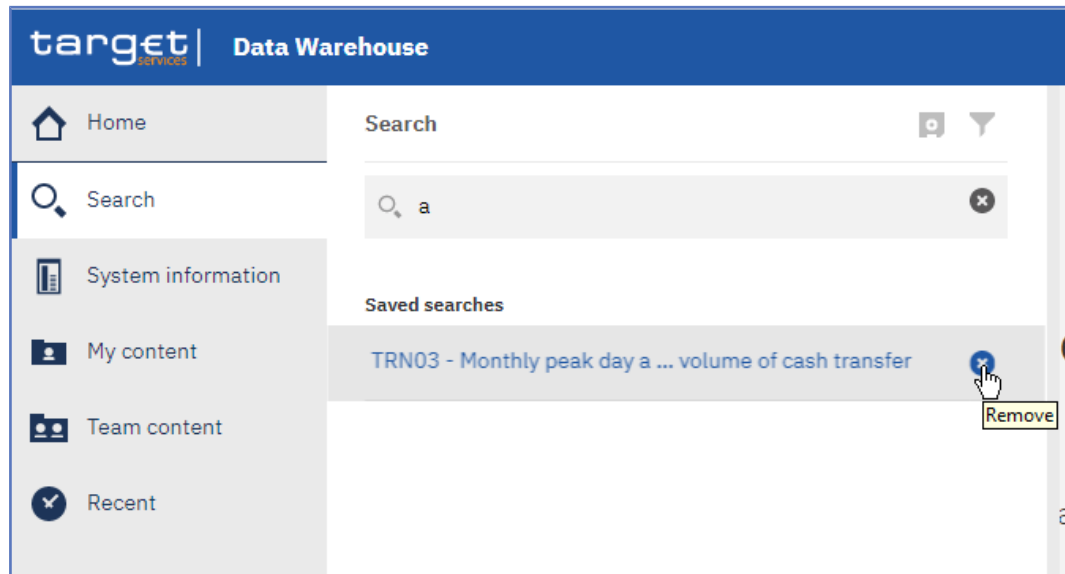 target| Data Warehouse
services
Home
Search
System information
My content
Team content
Recent
Search
a
Saved searches
TRN03 - Monthly peak day a ... volume of cash transfer
Remove